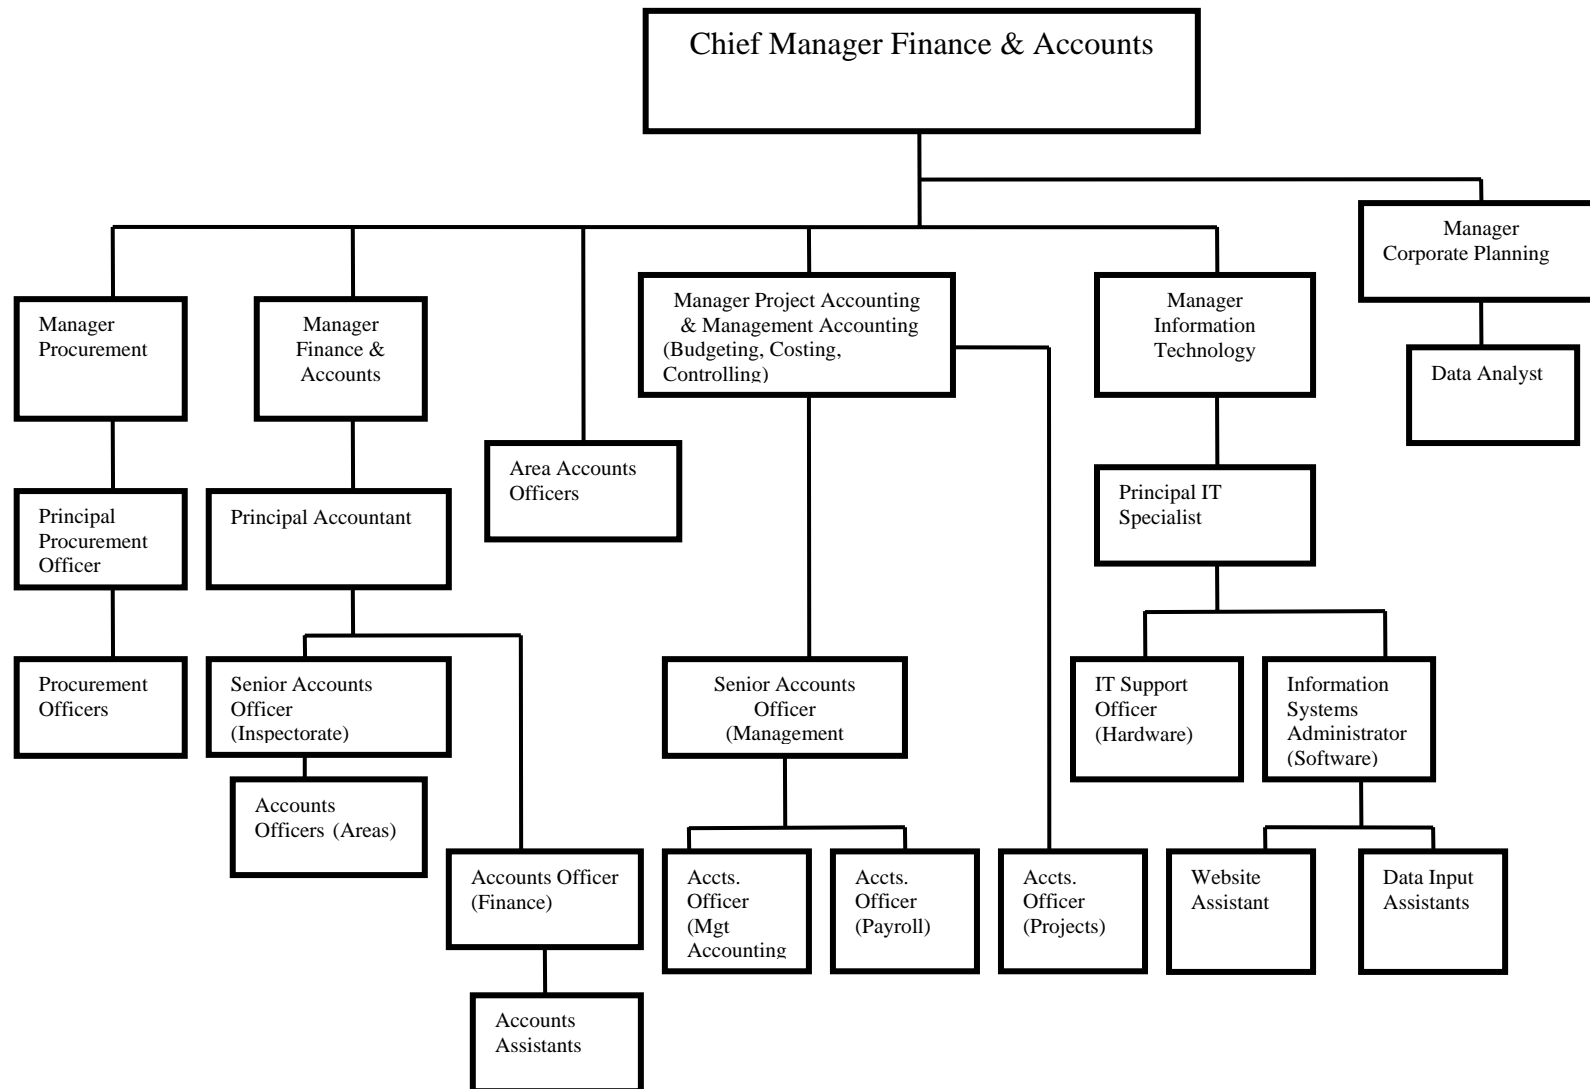 Chief Manager Finance & Accounts
Manager
Corporate Planning
Manager
Procurement
Manager
Finance &
Accounts
Manager Project Accounting
& Management Accounting
(Budgeting, Costing,
Controlling)
Manager
Information
Technology
Data Analyst
Area Accounts
Officers
Principal
Procurement
Officer
Principal Accountant
Principal IT
Specialist
Procurement
Officers
Senior Accounts
Officer
(Inspectorate)
Senior Accounts
Officer
(Management
IT Support
Officer
(Hardware)
Information
Systems
Administrator
(Software)
Accounts
Officers (Areas)
Accounts Officer
(Finance)
Accts.
Officer
(Mgt
Accounting
Accts.
Officer
(Payroll)
Accts.
Officer
(Projects)
Website
Assistant
Data Input
Assistants
Accounts
Assistants